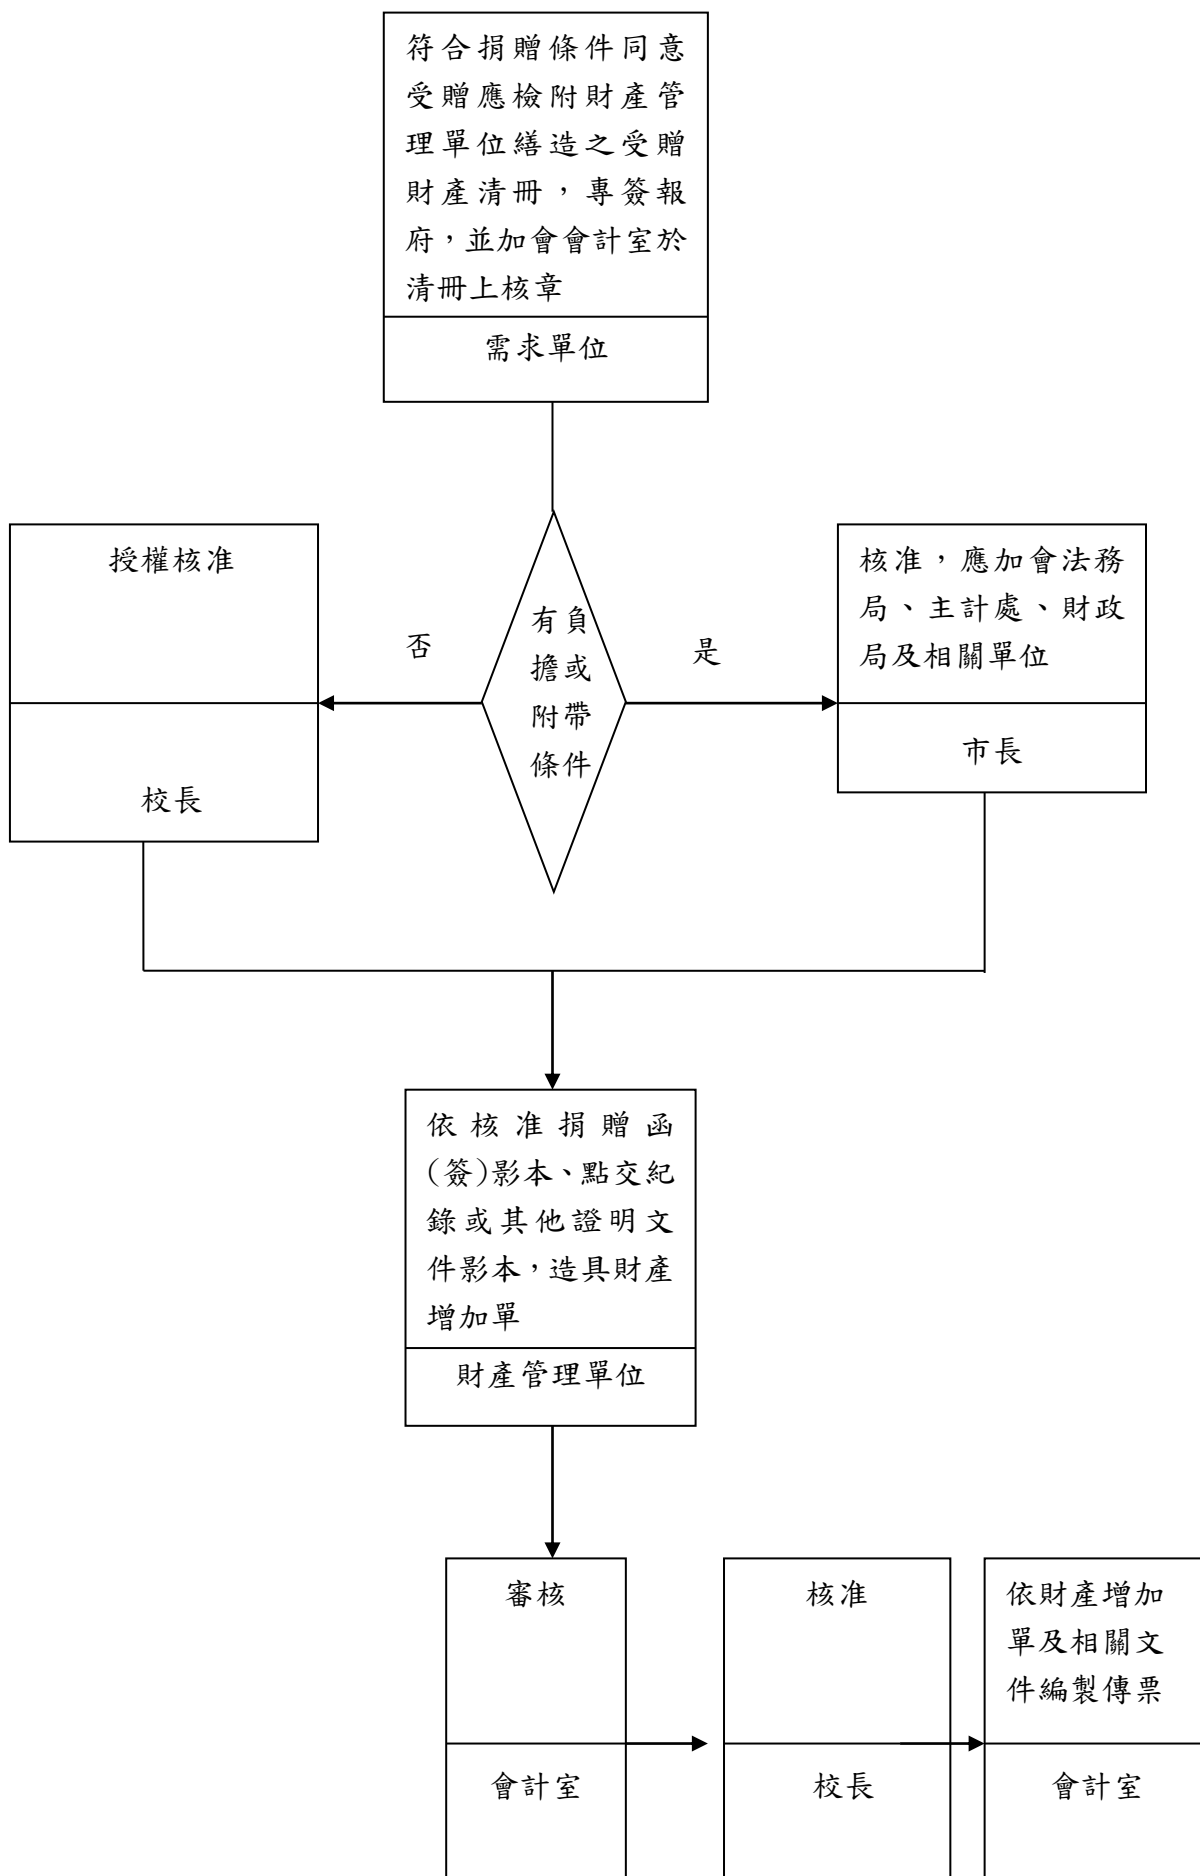 符合捐贈條件同意
受贈應檢附財產管
理單位繕造之受贈
財產清冊，專簽報
府，並加會會計室於
清冊上核章
需求單位
授權核准
校長
否
有負
擔或
附帶
條件
是
核准，應加會法務
局、主計處、財政
局及相關單位
市長
依核准捐贈函
(簽)影本、點交紀
錄或其他證明文
件影本，造具財產
增加單
財產管理單位
審核
會計室
核准
校長
依財產增加
單及相關文
件編製傳票
會計室